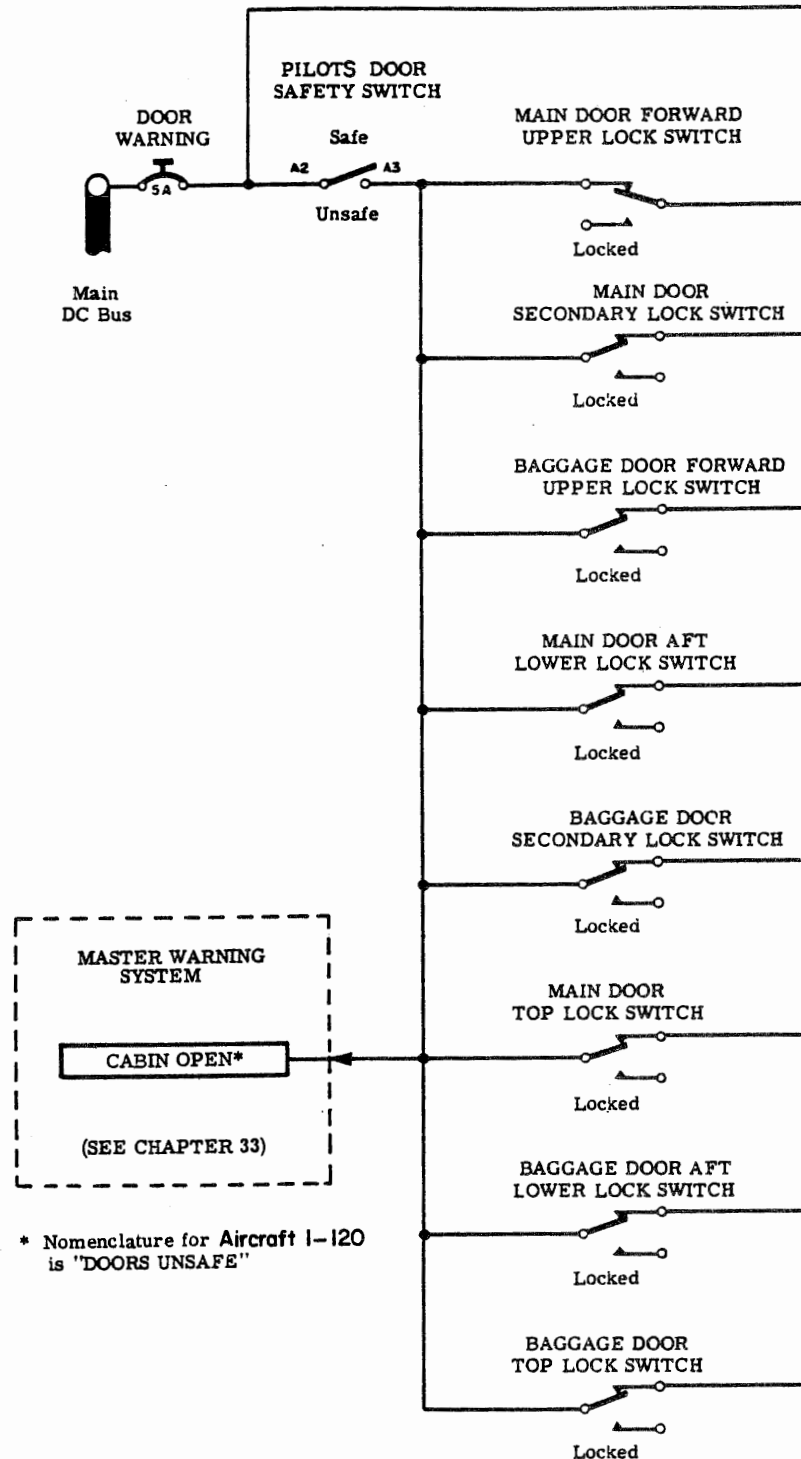 PILOTS DOOR
SAFETY SWITCH
DOOR
WARNING
Safe
MAIN DOOR FORWARD
UPPER LOCK SWITCH
A2
A3
5A
Unsafe
Locked
Main
DC Bus
MAIN DOOR
SECONDARY LOCK SWITCH
Locked
BAGGAGE DOOR FORWARD
UPPER LOCK SWITCH
Locked
MAIN DOOR AFT
LOWER LOCK SWITCH
Locked
BAGGAGE DOOR
SECONDARY LOCK SWITCH
Locked
MASTER WARNING
SYSTEM
CABIN OPEN*
(SEE CHAPTER 33)
MAIN DOOR
TOP LOCK SWITCH
Locked
BAGGAGE DOOR AFT
LOWER LOCK SWITCH
Locked
* Nomenclature for Aircraft 1-120
is "DOORS UNSAFE"
BAGGAGE DOOR
TOP LOCK SWITCH
Locked